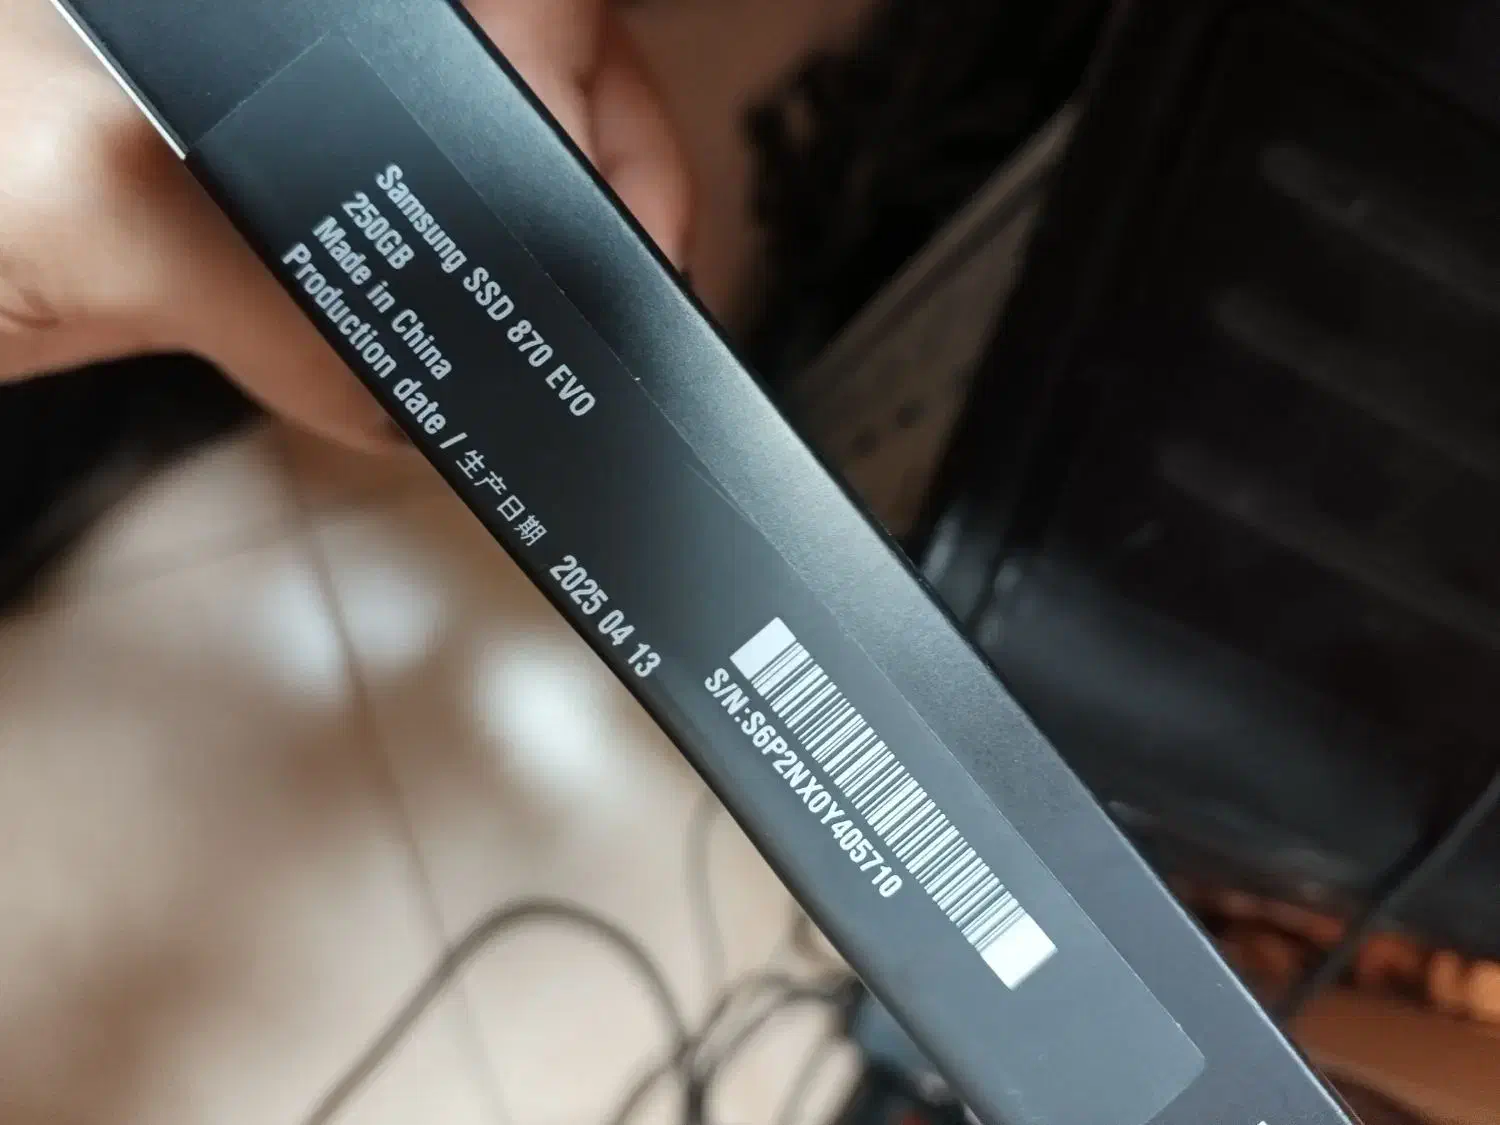 Samsung SSD 870 EVO
250GB
Made in China
Production date / 生产日期 2025 04 13
S/N:S6P2NX0Y405710